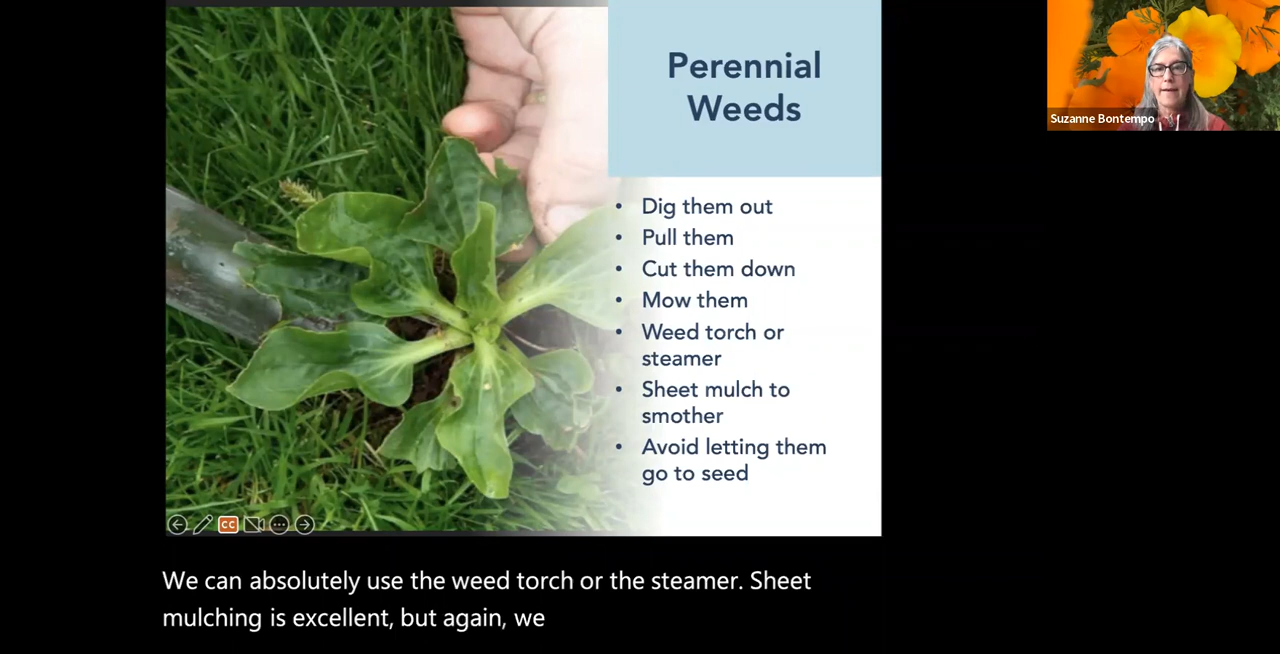 Perennial
Weeds
• Dig them out
• Pull them
• Cut them down
• Mow them
• Weed torch or
steamer
• Sheet mulch to
smother
• Avoid letting them
go to seed
Suzanne Bontempo
CC
We can absolutely use the weed torch or the steamer. Sheet
mulching is excellent, but again, we